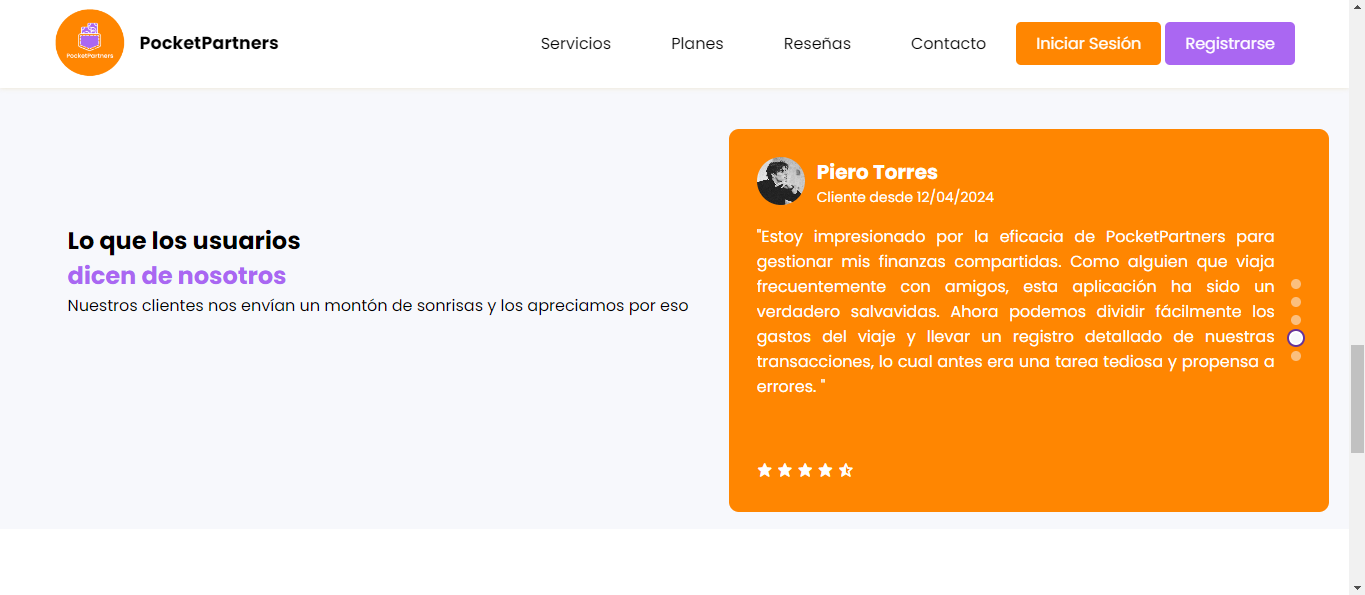 PocketPartners
PocketPartners
Servicios
Planes
Reseñas
Contacto
Iniciar Sesión
Registrarse
Lo que los usuarios
dicen de nosotros
Nuestros clientes nos envían un montón de sonrisas y los apreciamos por eso
Piero Torres
Cliente desde 12/04/2024
"Estoy impresionado por la eficacia de PocketPartners para
gestionar mis finanzas compartidas. Como alguien que viaja
frecuentemente con amigos, esta aplicación ha sido un
verdadero salvavidas. Ahora podemos dividir fácilmente los
gastos del viaje y llevar un registro detallado de nuestras
transacciones, lo cual antes era una tarea tediosa y propensa a
errores. "